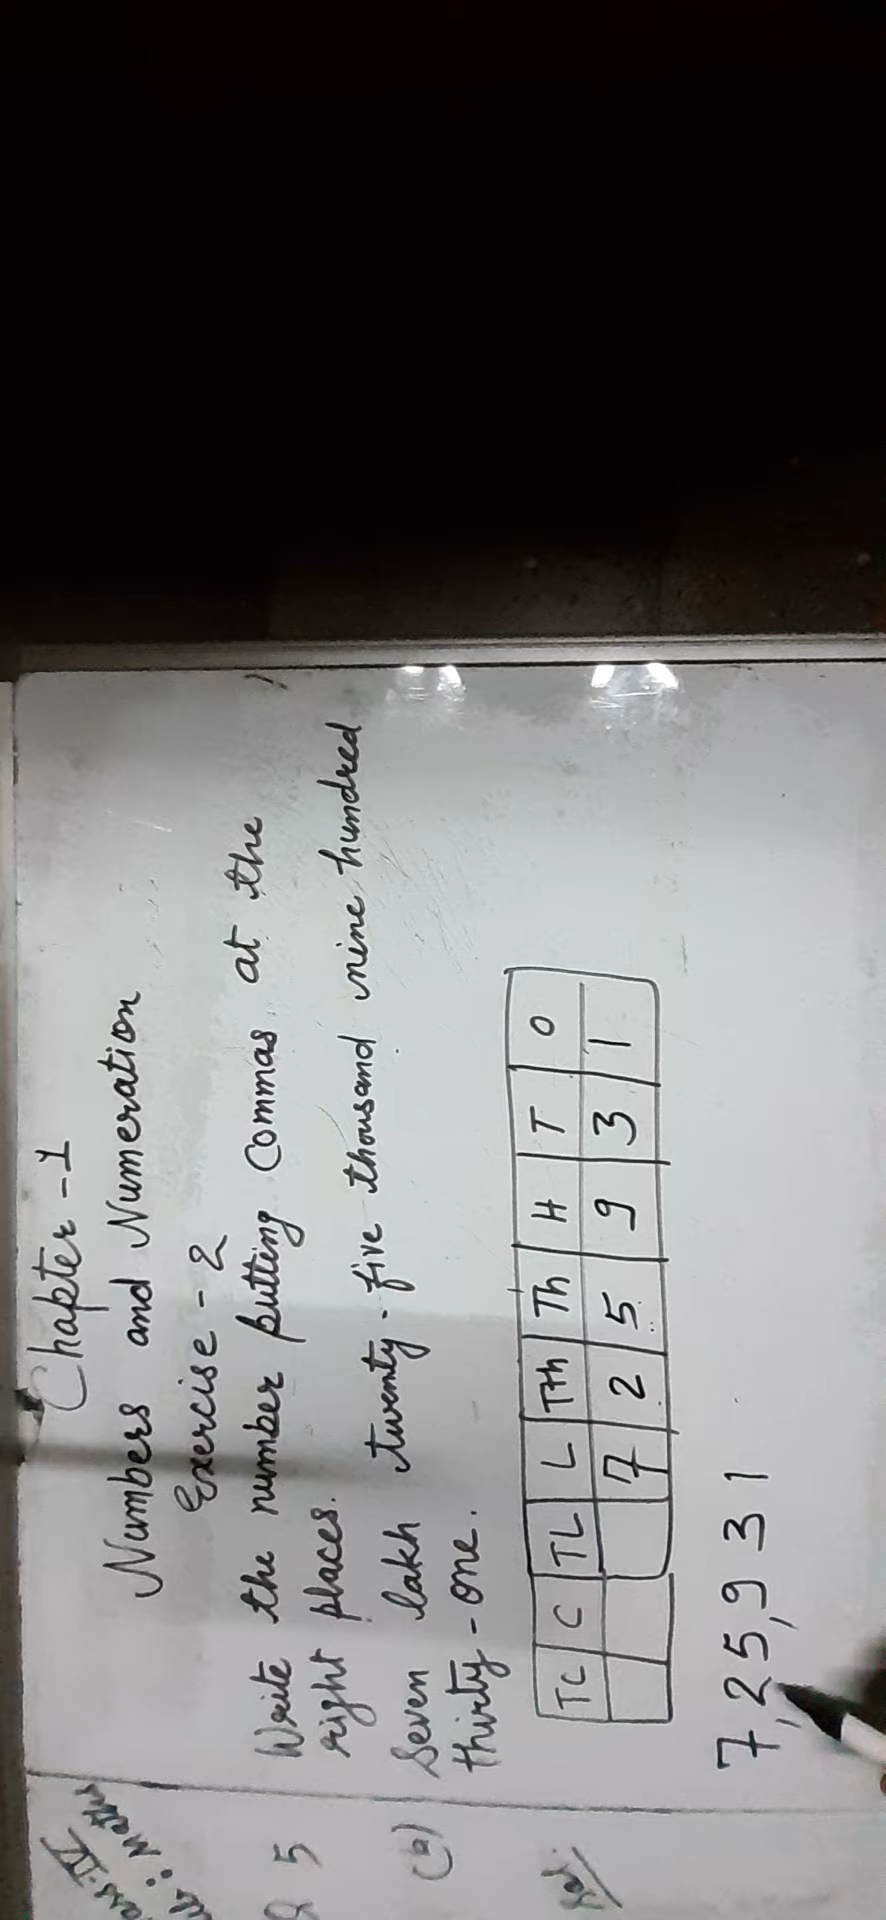 Chapter - 1
Numbers and Numeration
Exercise - 2
Q 5 Write the number putting Commas at the
right places.
(a) Seven lakh twenty-five thousand nine hundred
thirty-one.
TC C TL L Tth Th H T O
7 2 5 9 3 1
7,25,931